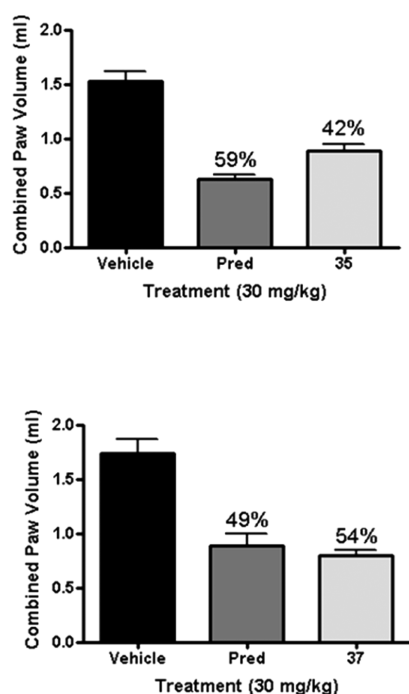 Combined Paw Volume (ml)
2.0
1.5
1.0
0.5
0.0
59%
42%
Vehicle
Pred
35
Treatment (30 mg/kg)
Combined Paw Volume (ml)
2.0
1.5
1.0
0.5
0.0
49%
54%
Vehicle
Pred
37
Treatment (30 mg/kg)